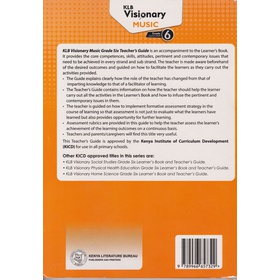 KLB
Visionary
MUSIC
Grade
6
KLB Visionary Music Grade Six Teacher's Guide is an accompaniment to the Learner's Book.
It provides the core competences, skills, attitudes, pertinent and contemporary issues that
need to be achieved in every strand and sub strand. The teacher is made aware beforehand
of the desired outcomes and guided on how to facilitate the learners as they carry out the
activities provided.
• The Guide explains clearly how the role of the teacher has changed from that of
imparting knowledge to that of a facilitator of learning.
• The Teacher's Guide contains information on how the teacher should help the learner
carry out all the activities in the Learner's Book and how to infuse the pertinent and
contemporary issues in each strand.
• The teacher is guided on how to implement formative assessment strategy in the
course of learning so that assessment is not only used to evaluate what the learners have
learned but also provide opportunities for further learning.
• Assessment rubrics are provided in this guide to help the teacher assess the learner's
achievement of the learning outcomes on a continuous basis.
• Teachers and parents/caregivers will find the title very useful.
This Teacher's Guide is approved by the Kenya Institute of Curriculum Development
(KICD) for use in all primary schools.
Other KICD approved titles in this series are:
• KLB Visionary Social Studies Grade Six Learner's Book and Teacher's Guide.
• KLB Visionary Physical Health Education Grade Six Learner's Book and Teacher's Guide.
• KLB Visionary Home Science Grade Six Learner's Book and Teacher's Guide.
KENYA LITERATURE BUREAU
PUBLISHERS AND PRINTERS
9 789966 657329